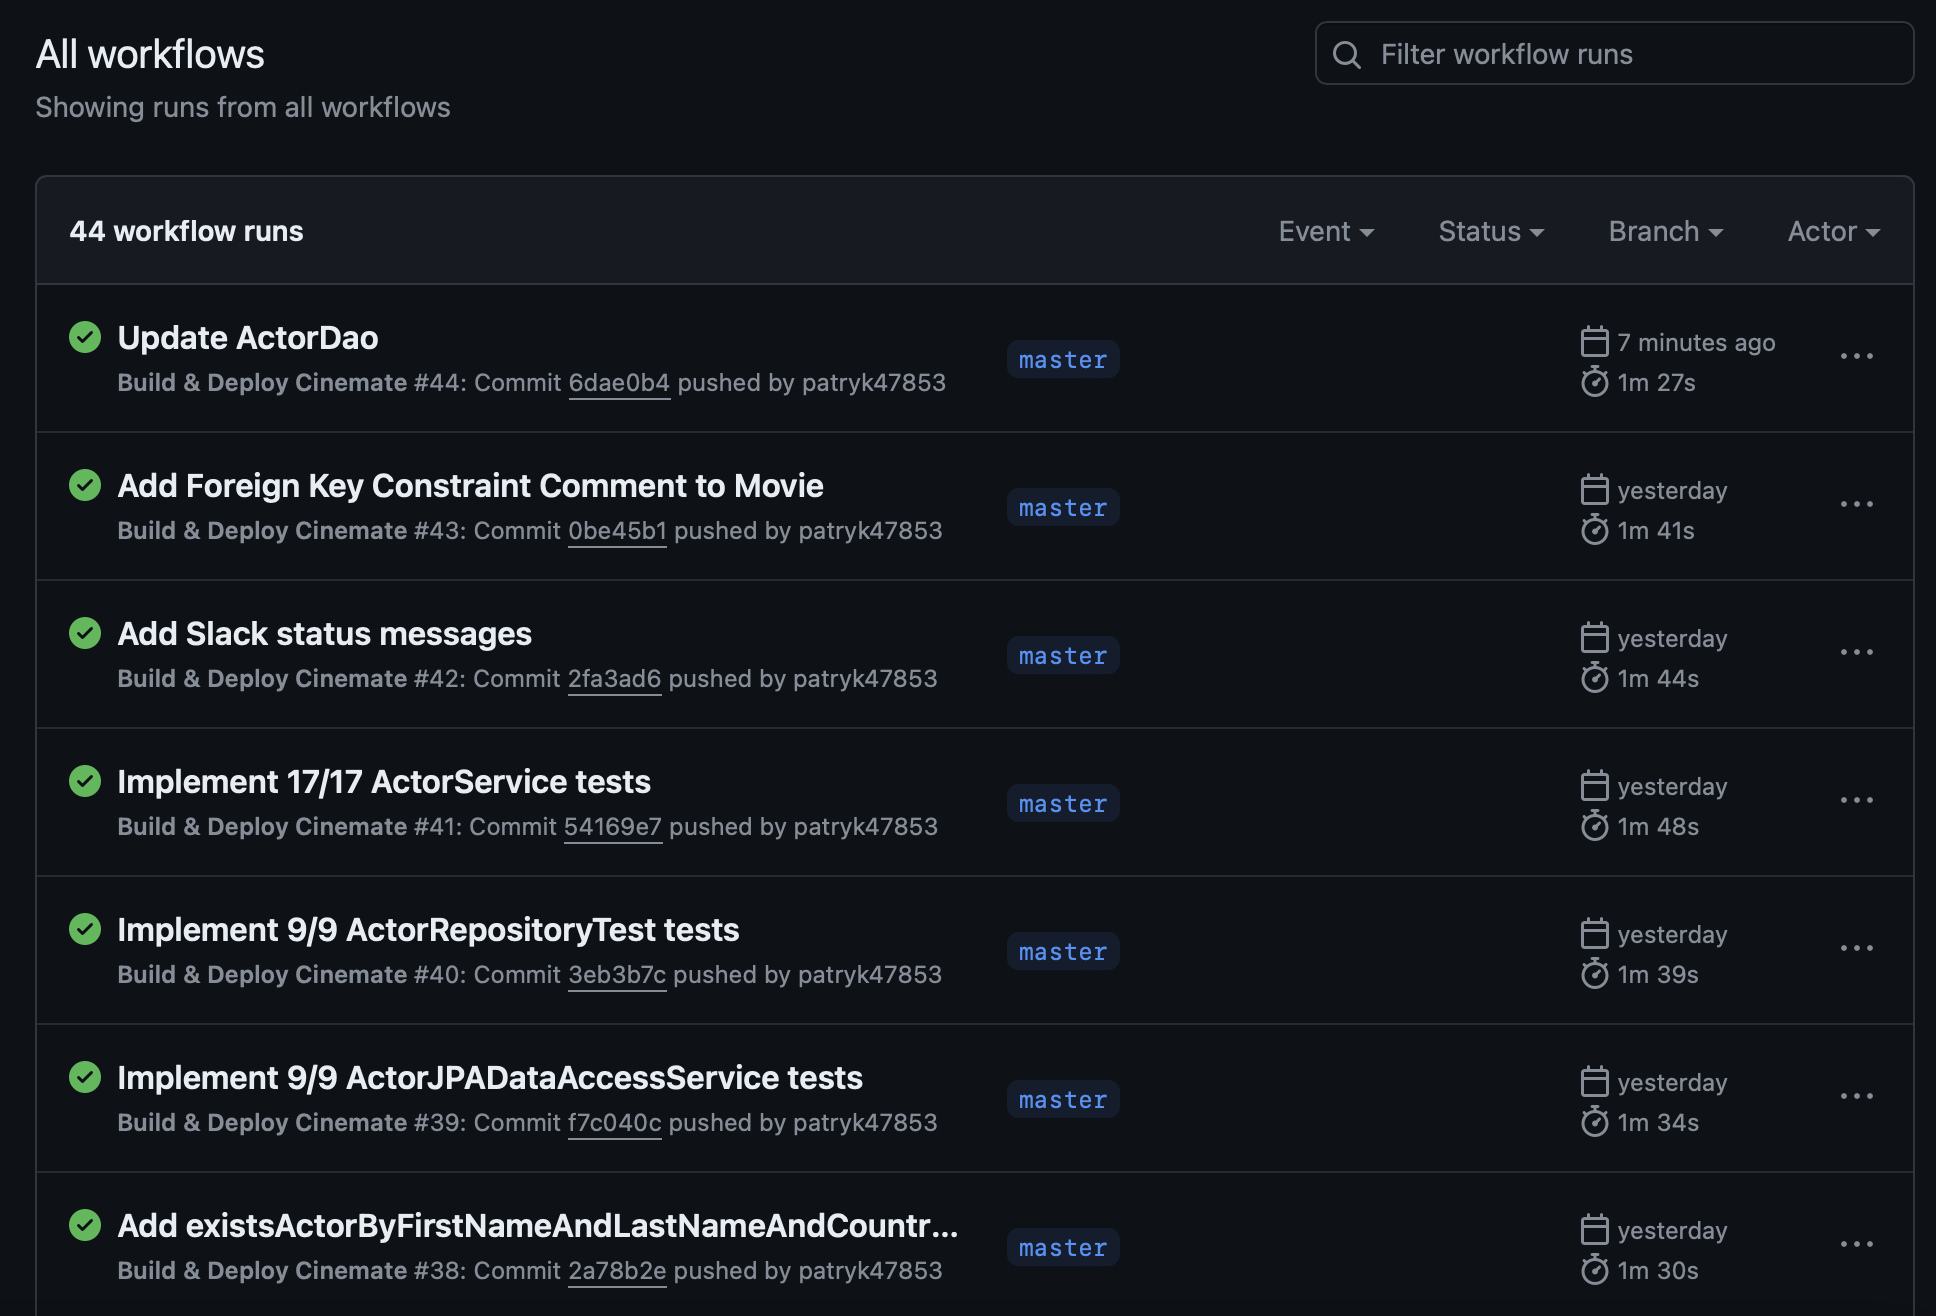 All workflows
Filter workflow runs
Showing runs from all workflows
44 workflow runs
Event Status Branch Actor
Update ActorDao
Build & Deploy Cinemate #44: Commit 6dae0b4 pushed by patryk47853
master
7 minutes ago
1m 27s
Add Foreign Key Constraint Comment to Movie
Build & Deploy Cinemate #43: Commit 0be45b1 pushed by patryk47853
master
yesterday
1m 41s
Add Slack status messages
Build & Deploy Cinemate #42: Commit 2fa3ad6 pushed by patryk47853
master
yesterday
1m 44s
Implement 17/17 ActorService tests
Build & Deploy Cinemate #41: Commit 54169e7 pushed by patryk47853
master
yesterday
1m 48s
Implement 9/9 ActorRepositoryTest tests
Build & Deploy Cinemate #40: Commit 3eb3b7c pushed by patryk47853
master
yesterday
1m 39s
Implement 9/9 ActorJPADataAccessService tests
Build & Deploy Cinemate #39: Commit f7c040c pushed by patryk47853
master
yesterday
1m 34s
Add existsActorByFirstNameAndLastNameAndCountr...
Build & Deploy Cinemate #38: Commit 2a78b2e pushed by patryk47853
master
yesterday
1m 30s